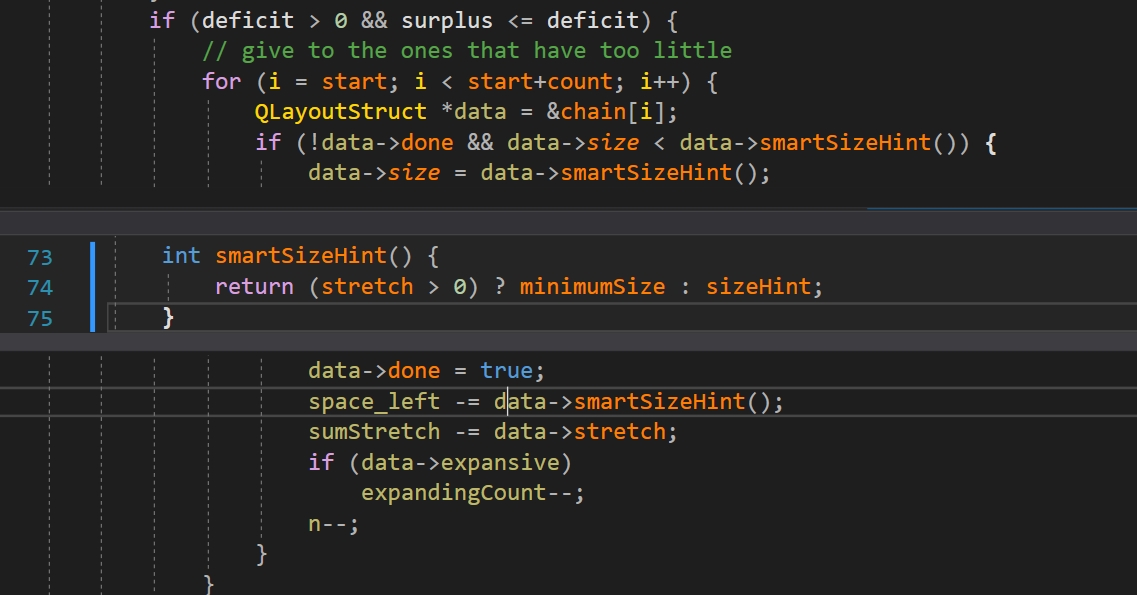 if (deficit > 0 && surplus <= deficit) {
// give to the ones that have too little
for (i = start; i < start+count; i++) {
QLayoutStruct *data = &chain[i];
if (!data->done && data->size < data->smartSizeHint()) {
data->size = data->smartSizeHint();
73 int smartSizeHint() {
74 return (stretch > 0) ? minimumSize : sizeHint;
75 }
data->done = true;
space_left -= data->smartSizeHint();
sumStretch -= data->stretch;
if (data->expansive)
expandingCount--;
n--;
}
}